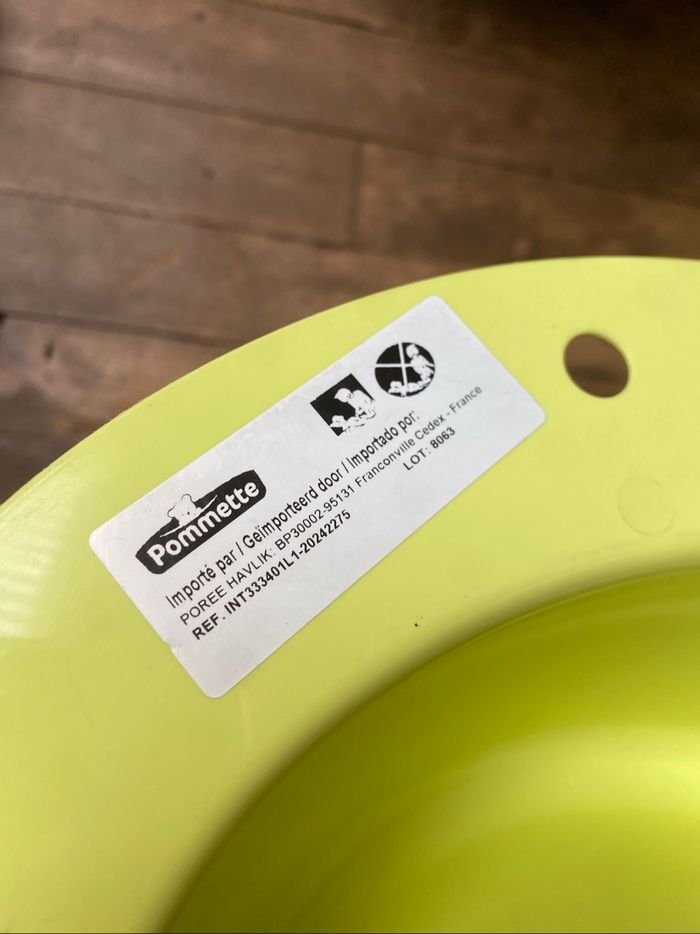 Pommette
Importé par / Geïmporteerd door / Importado por:
POREE HAVLIK: BP30002-95131 Franconville Cedex - France
REF. INT333401L1-20242275
LOT: 8063